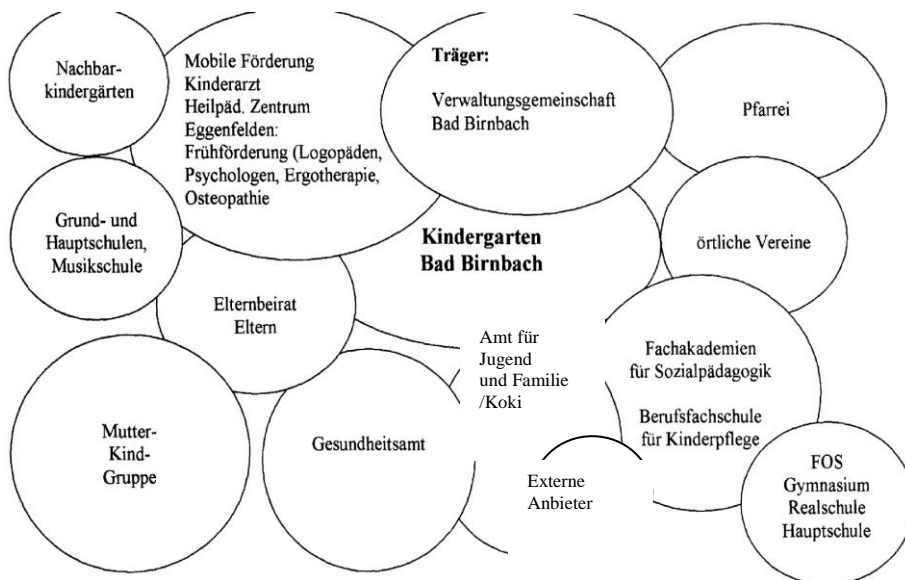 Nachbar-
kindergärten
Mobile Förderung
Kinderarzt
Heilpäd. Zentrum
Eggenfelden:
Frühförderung (Logopäden,
Psychologen, Ergotherapie,
Osteopathie
Träger:
Verwaltungsgemeinschaft
Bad Birnbach
Pfarrei
Grund- und
Hauptschulen,
Musikschule
Kindergarten
Bad Birnbach
örtliche Vereine
Elternbeirat
Eltern
Amt für
Jugend
und Familie
/Koki
Fachakademien
für Sozialpädagogik
Berufsfachschule
für Kinderpflege
Mutter-
Kind-
Gruppe
Gesundheitsamt
Externe
Anbieter
FOS
Gymnasium
Realschule
Hauptschule